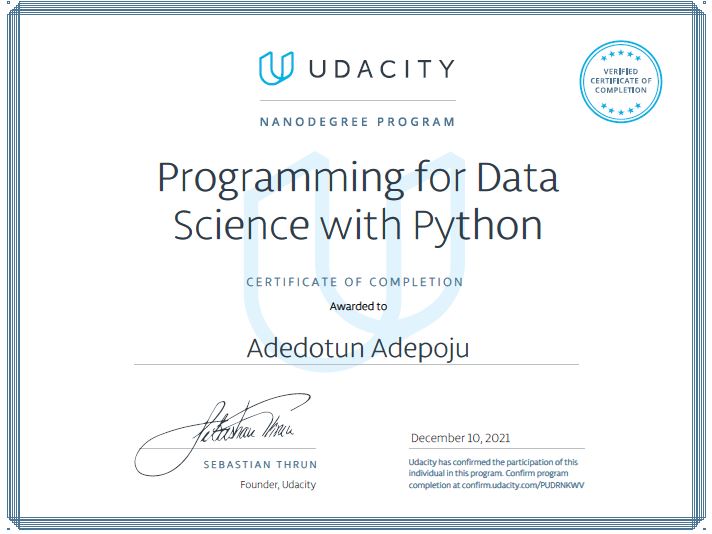 UDACITY
VERIFIED
CERTIFICATE OF
COMPLETION
NANODEGREE PROGRAM
Programming for Data
Science with Python
CERTIFICATE OF COMPLETION
Awarded to
Adedotun Adepoju
Sebastian Thrun
SEBASTIAN THRUN
Founder, Udacity
December 10, 2021
Udacity has confirmed the participation of this
individual in this program. Confirm program
completion at confirm.udacity.com/PUDRNKWV